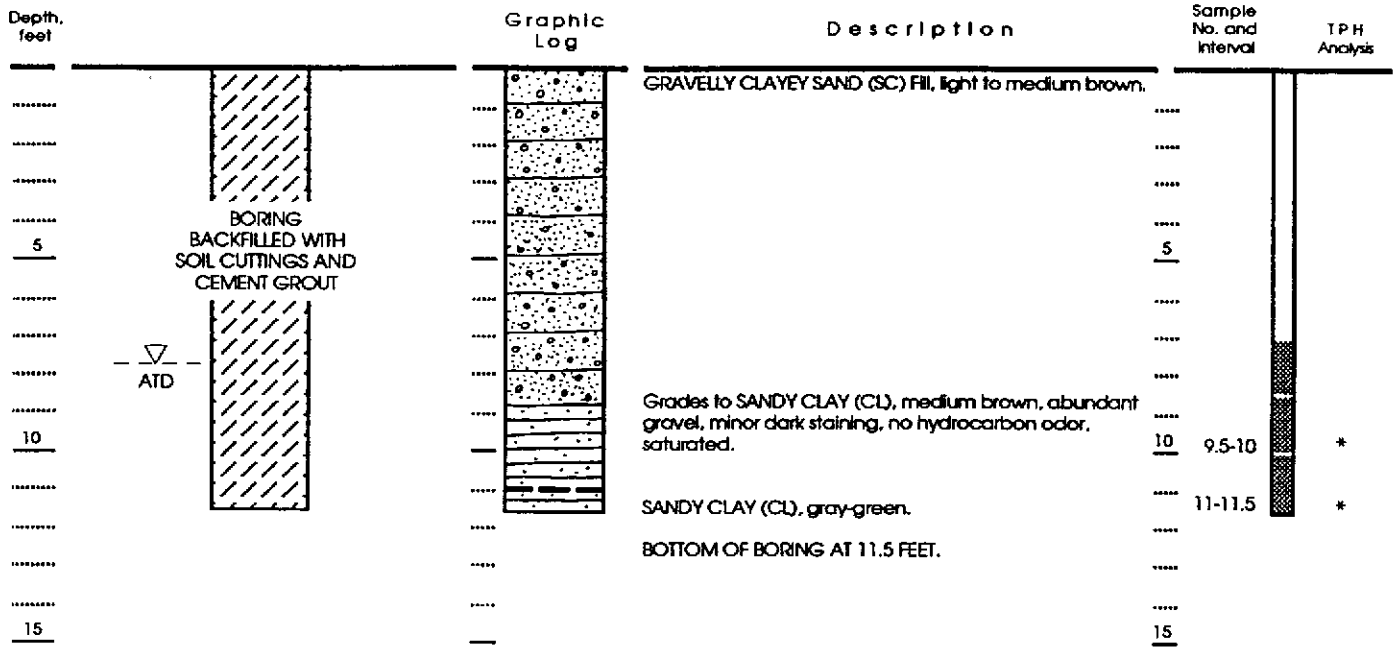 Depth, feet
Graphic Log
Description
Sample No. and Interval
TPH Analysis
GRAVELLY CLAYEY SAND (SC) Fill, light to medium brown.
BORING
BACKFILLED WITH
SOIL CUTTINGS AND
CEMENT GROUT
5
5
ATD
Grades to SANDY CLAY (CL), medium brown, abundant
gravel, minor dark staining, no hydrocarbon odor,
saturated.
10
10
9.5-10
*
SANDY CLAY (CL), gray-green.
11-11.5
*
BOTTOM OF BORING AT 11.5 FEET.
15
15